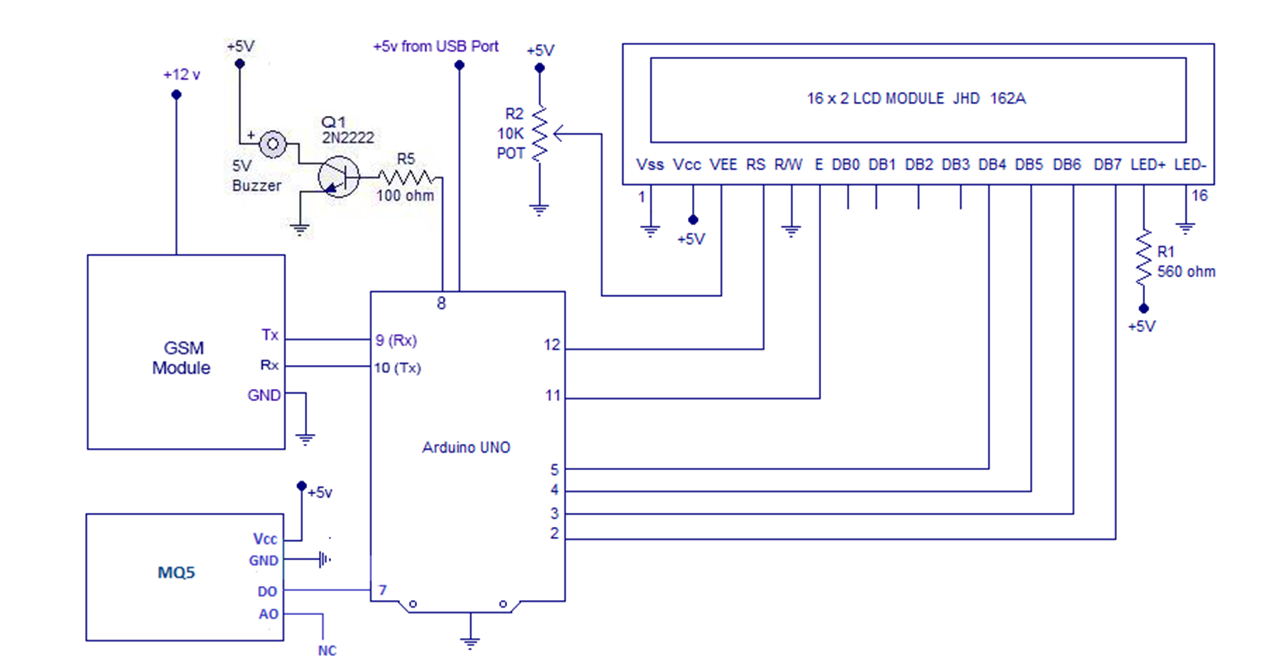 +5V
+5v from USB Port
+5V
+12 v
16 x 2 LCD MODULE JHD 162A
Q1
2N2222
R2
10K
POT
+
5V
Buzzer
R5
100 ohm
Vss Vcc VEE RS R/W E DB0 DB1 DB2 DB3 DB4 DB5 DB6 DB7 LED+ LED-
1
16
+5V
R1
560 ohm
+5V
8
GSM
Module
Tx
Rx
GND
9 (Rx)
10 (Tx)
12
11
Arduino UNO
5
4
3
2
+5v
MQ5
Vcc
GND
DO
AO
7
NC